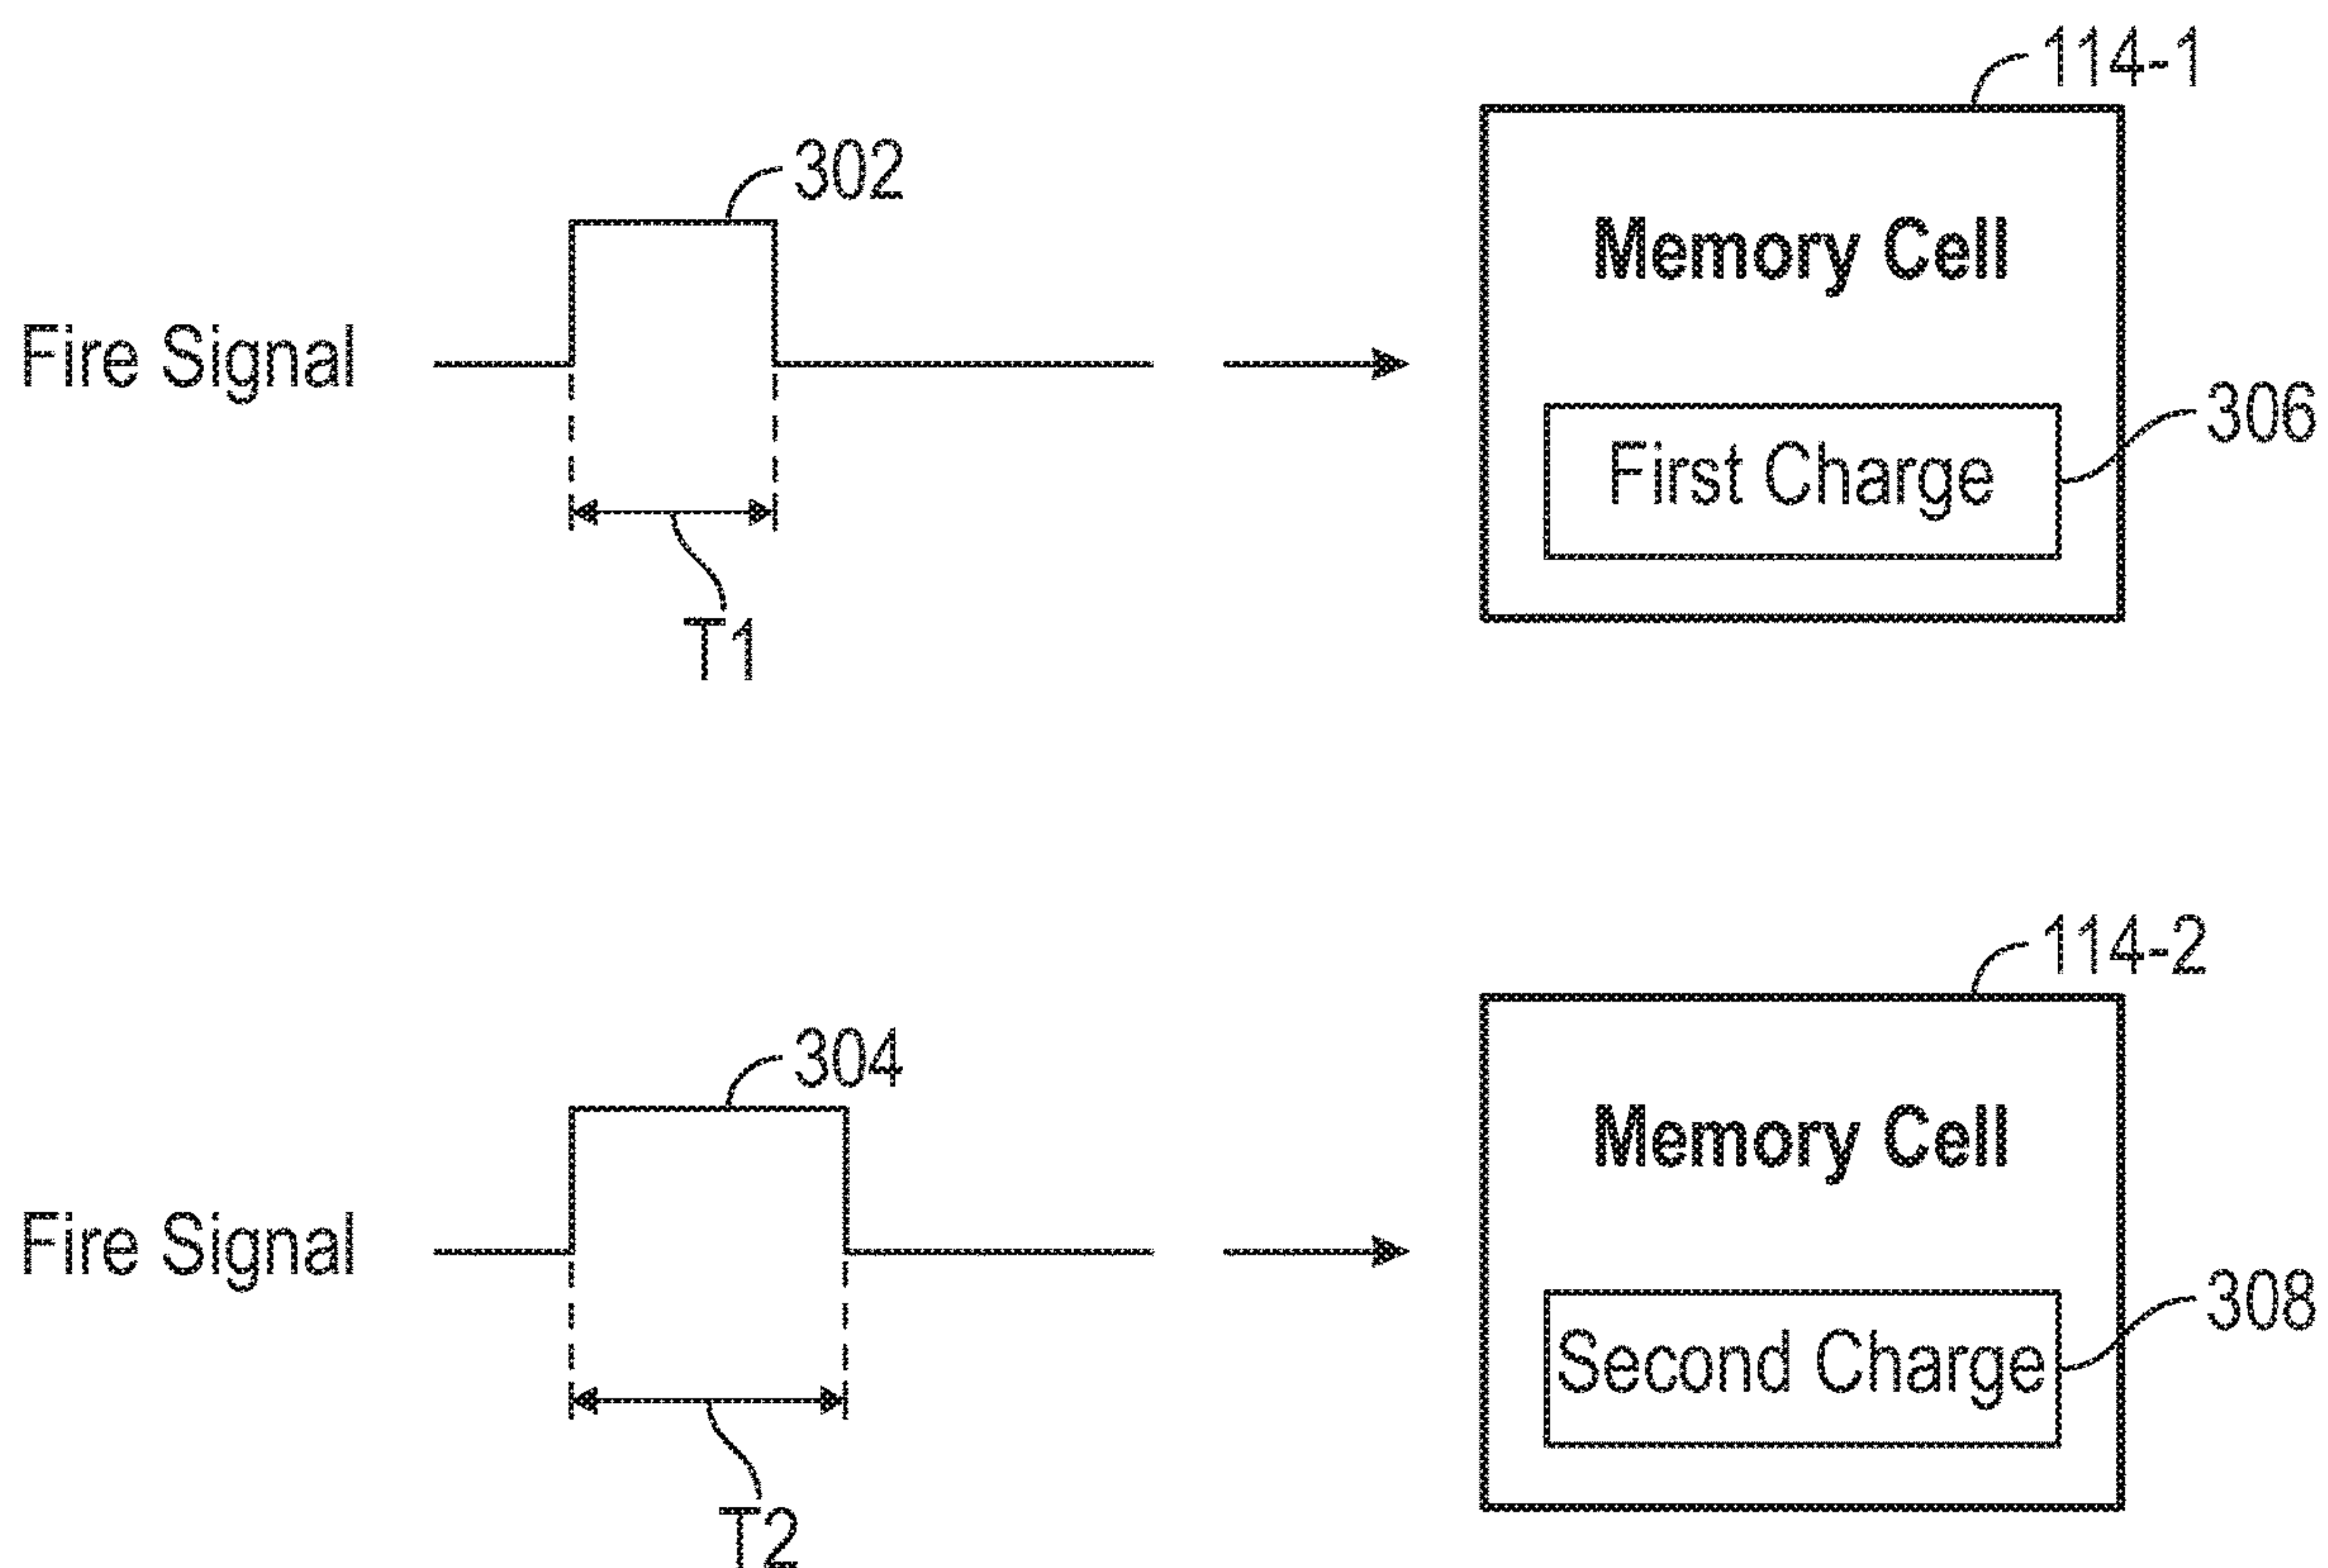 114-1
302
Memory Cell
Fire Signal
306
First Charge
T1
114-2
304
Memory Cell
Fire Signal
308
Second Charge
T2